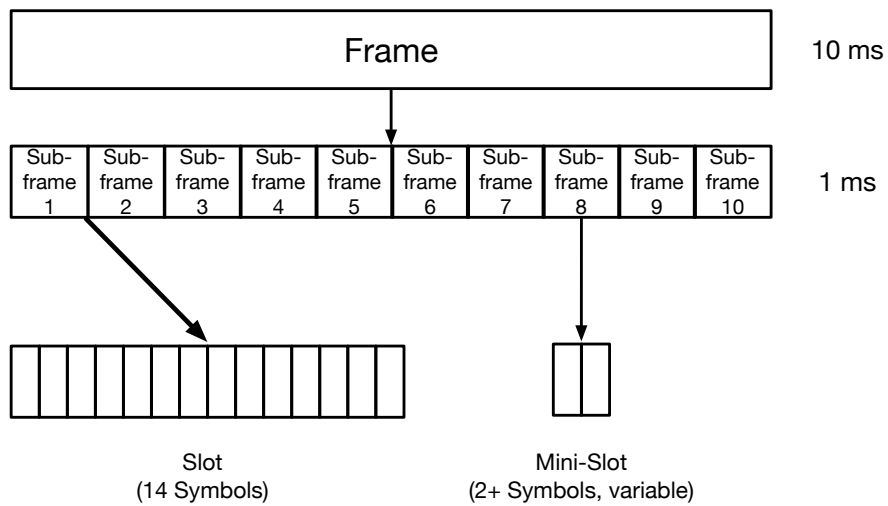 Frame
10 ms
Sub-
frame
1
Sub-
frame
2
Sub-
frame
3
Sub-
frame
4
Sub-
frame
5
Sub-
frame
6
Sub-
frame
7
Sub-
frame
8
Sub-
frame
9
Sub-
frame
10
1 ms
Slot
(14 Symbols)
Mini-Slot
(2+ Symbols, variable)